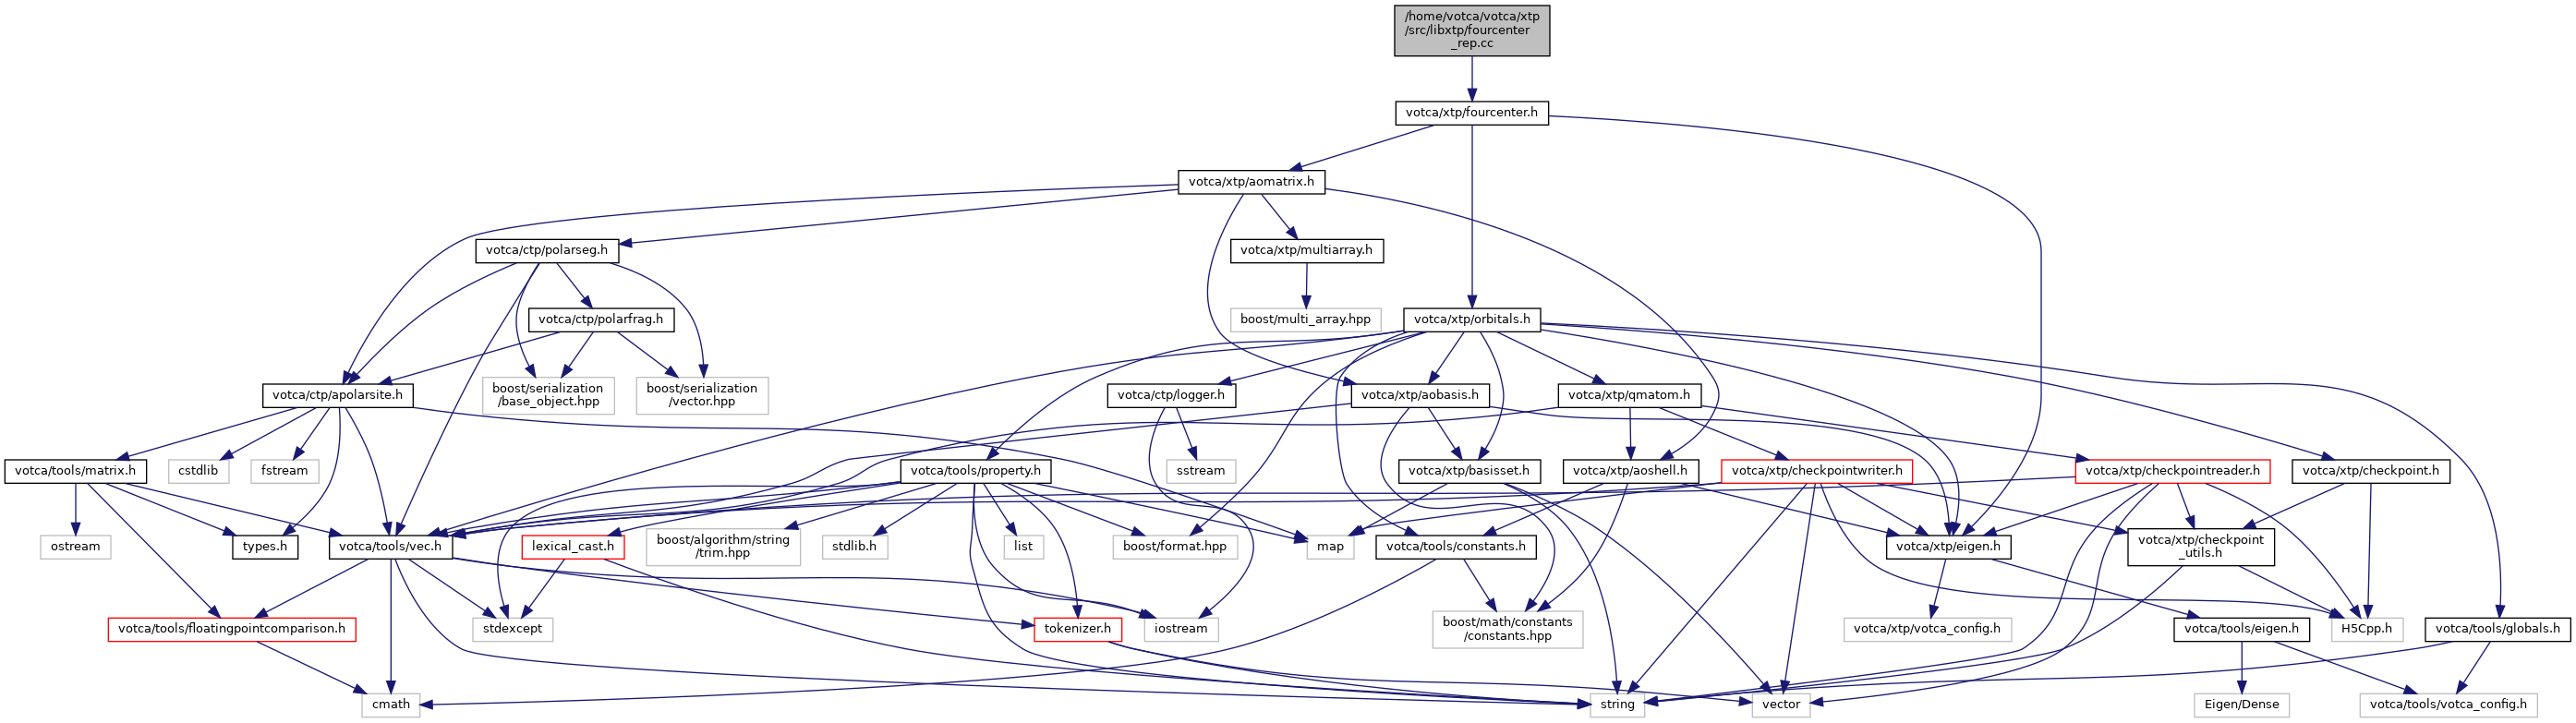 /home/votca/votca/xtp
/src/libxtp/fourcenter
_rep.cc
votca/xtp/fourcenter.h
votca/xtp/aomatrix.h
votca/ctp/polarseg.h
votca/xtp/multiarray.h
votca/ctp/polarfrag.h
boost/multi_array.hpp
votca/xtp/orbitals.h
votca/ctp/apolarsite.h
boost/serialization
/base_object.hpp
boost/serialization
/vector.hpp
votca/ctp/logger.h
votca/xtp/aobasis.h
votca/xtp/qmatom.h
votca/tools/matrix.h
cstdlib
fstream
votca/tools/property.h
sstream
votca/xtp/basisset.h
votca/xtp/aoshell.h
votca/xtp/checkpointwriter.h
votca/xtp/checkpointreader.h
votca/xtp/checkpoint.h
ostream
types.h
votca/tools/vec.h
lexical_cast.h
boost/algorithm/string
/trim.hpp
stdlib.h
list
boost/format.hpp
map
votca/tools/constants.h
votca/xtp/eigen.h
votca/xtp/checkpoint
_utils.h
votca/tools/floatingpointcomparison.h
stdexcept
tokenizer.h
iostream
boost/math/constants
/constants.hpp
votca/xtp/votca_config.h
votca/tools/eigen.h
H5Cpp.h
votca/tools/globals.h
cmath
string
vector
Eigen/Dense
votca/tools/votca_config.h